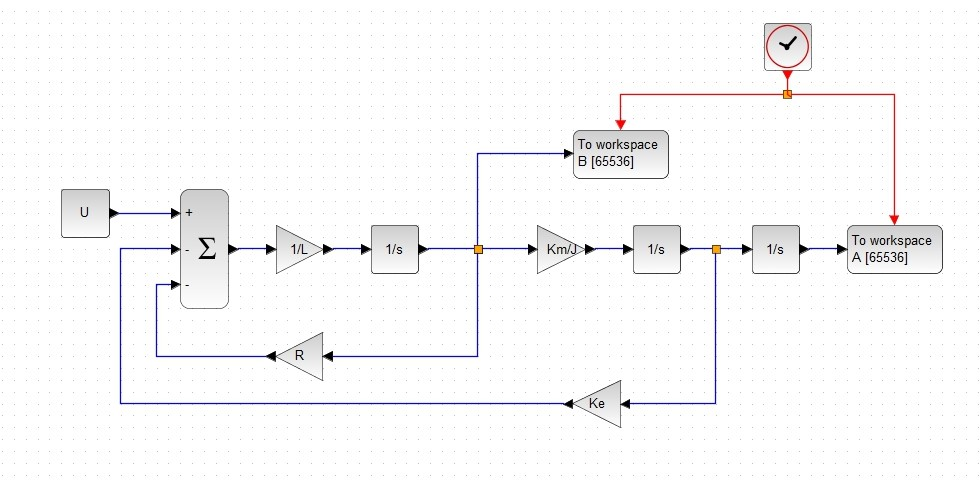 To workspace
B [65536]
U
+
-
-
Σ
1/L
1/s
Km/J
1/s
1/s
To workspace
A [65536]
R
Ke